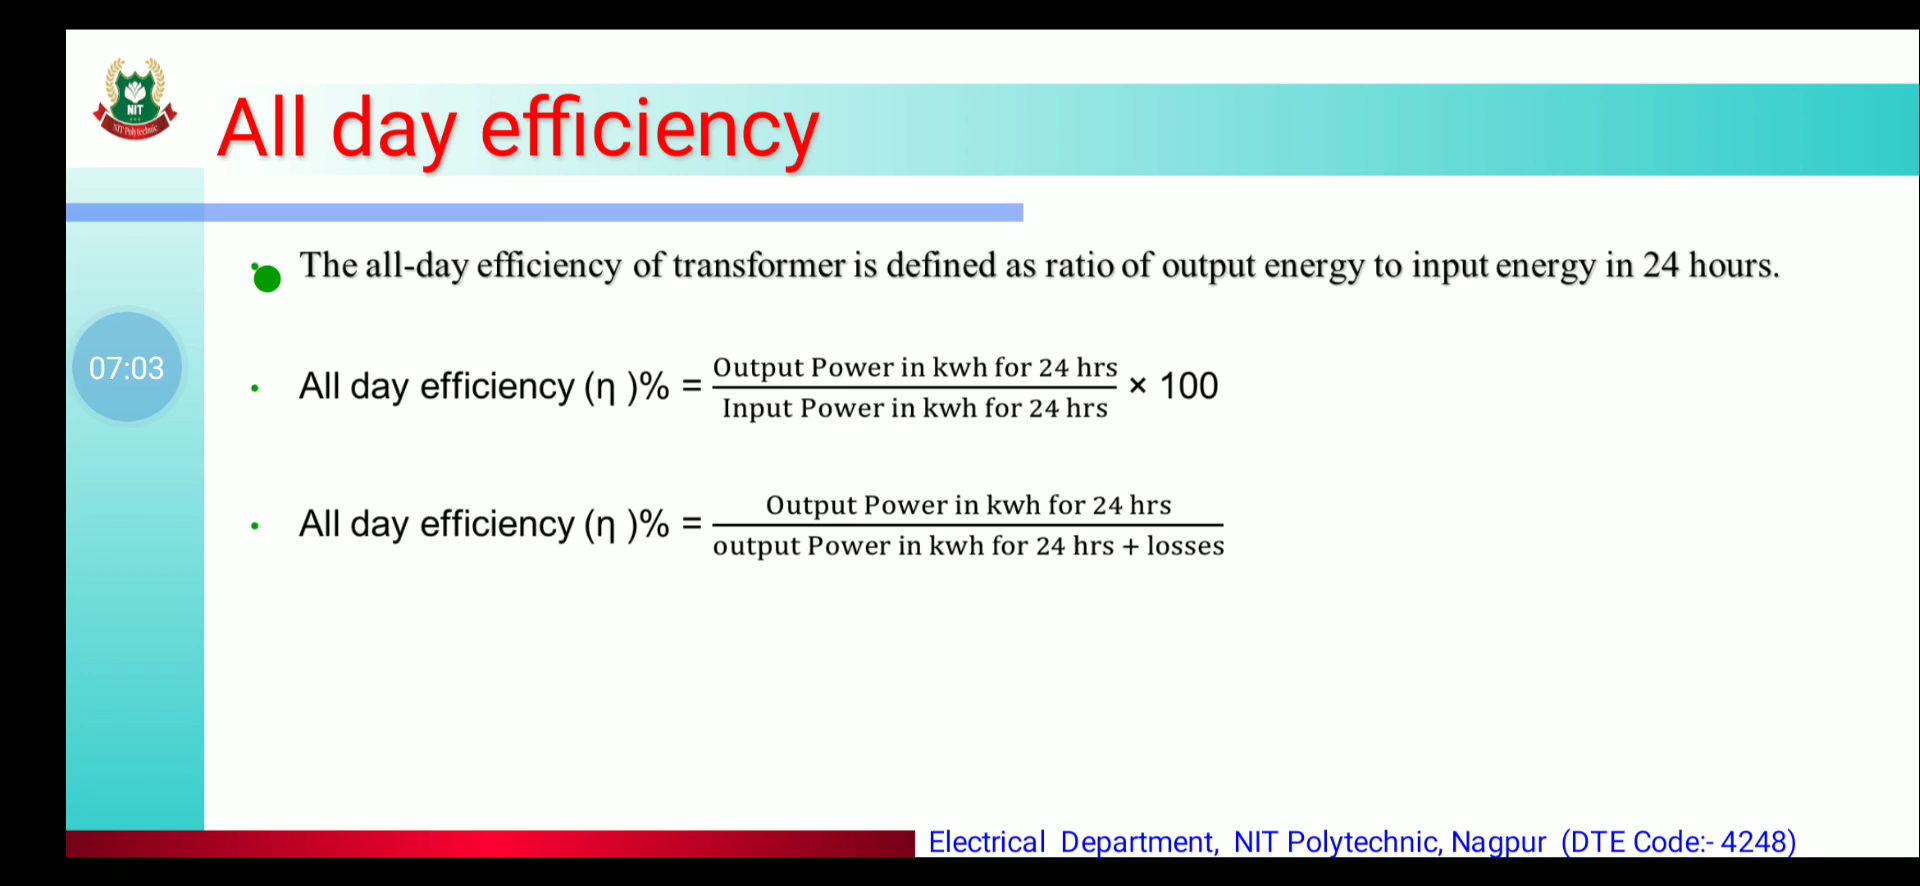 NIT
NIT Polytechnic
All day efficiency
• The all-day efficiency of transformer is defined as ratio of output energy to input energy in 24 hours.
07:03
• All day efficiency (η )% = Output Power in kwh for 24 hrs / Input Power in kwh for 24 hrs × 100
• All day efficiency (η )% = Output Power in kwh for 24 hrs / output Power in kwh for 24 hrs + losses
Electrical Department, NIT Polytechnic, Nagpur (DTE Code:- 4248)